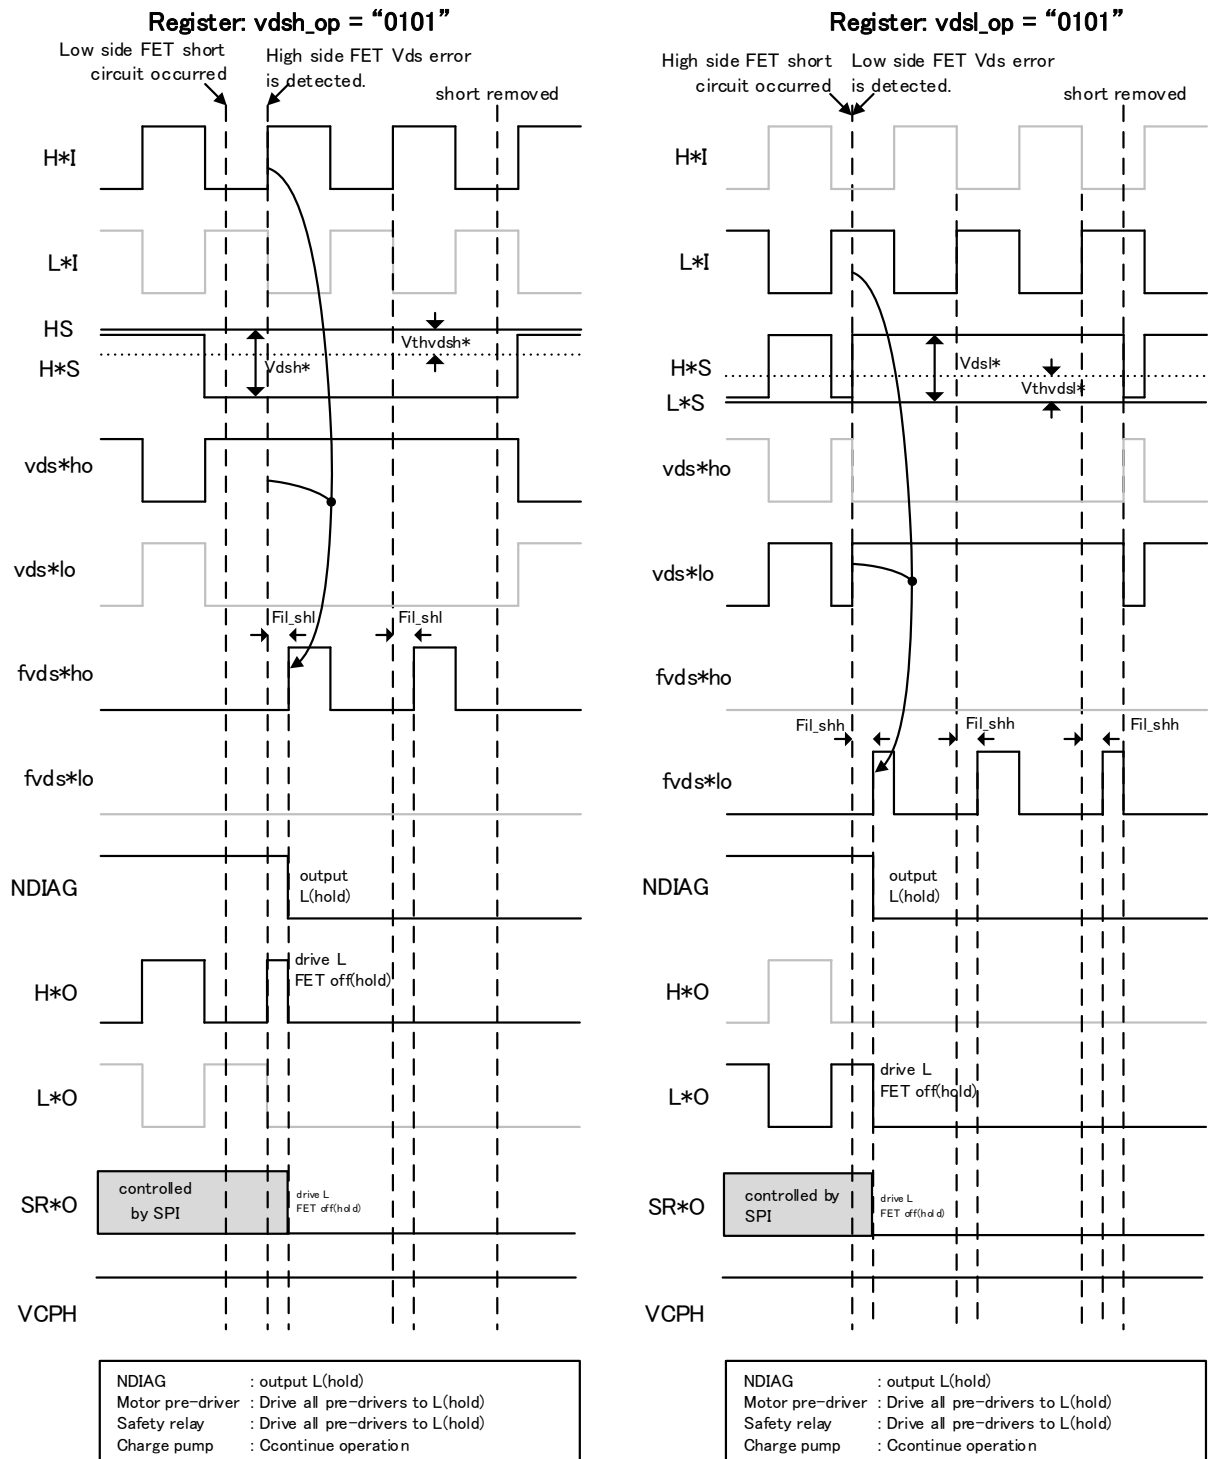 Register: vdsh_op = “0101”
Low side FET short
circuit occurred
High side FET Vds error
is detected.
short removed
H*I
L*I
HS
Vthvdsh*
H*S
Vdsh*
vds*ho
vds*lo
Fil_shl
Fil_shl
fvds*ho
fvds*lo
NDIAG
output
L(hold)
H*O
drive L
FET off(hold)
L*O
SR*O
controlled
by SPI
drive L
FET off(hold)
VCPH
NDIAG : output L(hold)
Motor pre-driver : Drive all pre-drivers to L(hold)
Safety relay : Drive all pre-drivers to L(hold)
Charge pump : Ccontinue operation
Register: vdsl_op = “0101”
High side FET short
circuit occurred
Low side FET Vds error
is detected.
short removed
H*I
L*I
H*S
Vdsl*
Vthvdsl*
L*S
vds*ho
vds*lo
fvds*ho
Fil_shh
Fil_shh
Fil_shh
fvds*lo
NDIAG
output
L(hold)
H*O
L*O
drive L
FET off(hold)
SR*O
controlled by
SPI
drive L
FET off(hold)
VCPH
NDIAG : output L(hold)
Motor pre-driver : Drive all pre-drivers to L(hold)
Safety relay : Drive all pre-drivers to L(hold)
Charge pump : Ccontinue operation